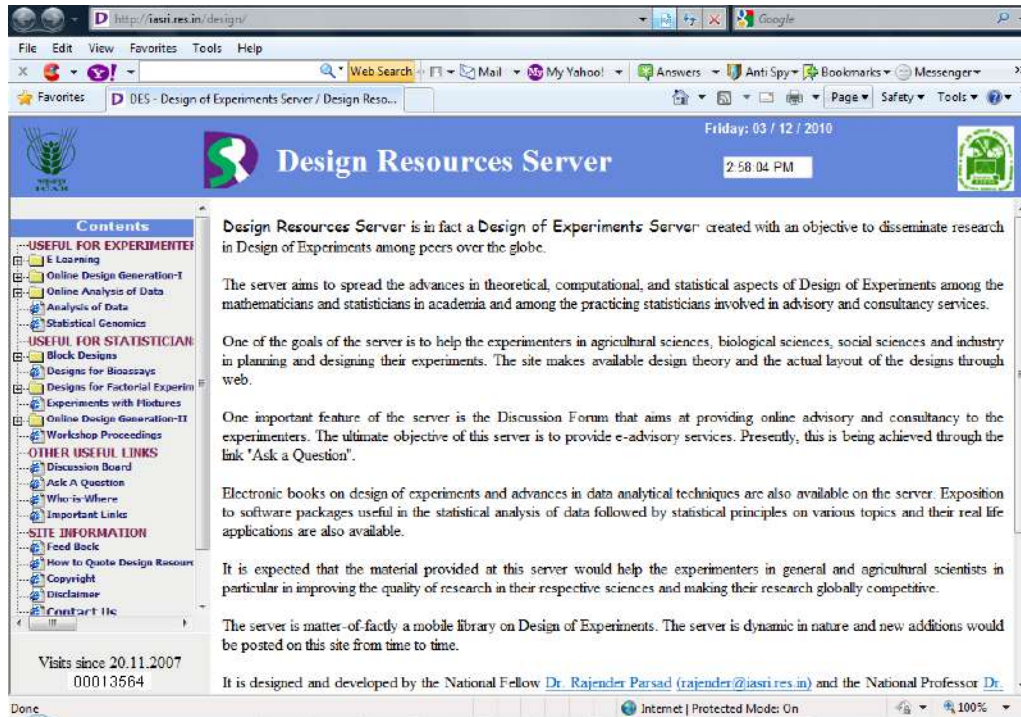 http://iasri.res.in/design/
Google
File Edit View Favorites Tools Help
Web Search Mail My Yahoo! Answers Anti Spy Bookmarks Messenger
Favorites DES - Design of Experiments Server / Design Reso... Page Safety Tools
Friday: 03 / 12 / 2010
Design Resources Server
2:58:04 PM
Contents
USEFUL FOR EXPERIMENTER
E Learning
Online Design Generation-I
Online Analysis of Data
Analysis of Data
Statistical Genomics
USEFUL FOR STATISTICIAN
Block Designs
Designs for Bioassays
Designs for Factorial Experim
Experiments with Mixtures
Online Design Generation-II
Workshop Proceedings
OTHER USEFUL LINKS
Discussion Board
Ask A Question
Who-is-Where
Important Links
SITE INFORMATION
Feed Back
How to Quote Design Resourc
Copyright
Disclaimer
Contact Us
Visits since 20.11.2007
00013564
Design Resources Server is in fact a Design of Experiments Server created with an objective to disseminate research
in Design of Experiments among peers over the globe.
The server aims to spread the advances in theoretical, computational, and statistical aspects of Design of Experiments among the
mathematicians and statisticians in academia and among the practicing statisticians involved in advisory and consultancy services.
One of the goals of the server is to help the experimenters in agricultural sciences, biological sciences, social sciences and industry
in planning and designing their experiments. The site makes available design theory and the actual layout of the designs through
web.
One important feature of the server is the Discussion Forum that aims at providing online advisory and consultancy to the
experimenters. The ultimate objective of this server is to provide e-advisory services. Presently, this is being achieved through the
link "Ask a Question".
Electronic books on design of experiments and advances in data analytical techniques are also available on the server. Exposition
to software packages useful in the statistical analysis of data followed by statistical principles on various topics and their real life
applications are also available.
It is expected that the material provided at this server would help the experimenters in general and agricultural scientists in
particular in improving the quality of research in their respective sciences and making their research globally competitive.
The server is matter-of-factly a mobile library on Design of Experiments. The server is dynamic in nature and new additions would
be posted on this site from time to time.
It is designed and developed by the National Fellow Dr. Rajender Parsad (rajender@iasri.res.in) and the National Professor Dr.
Done
Internet | Protected Mode: On 100%